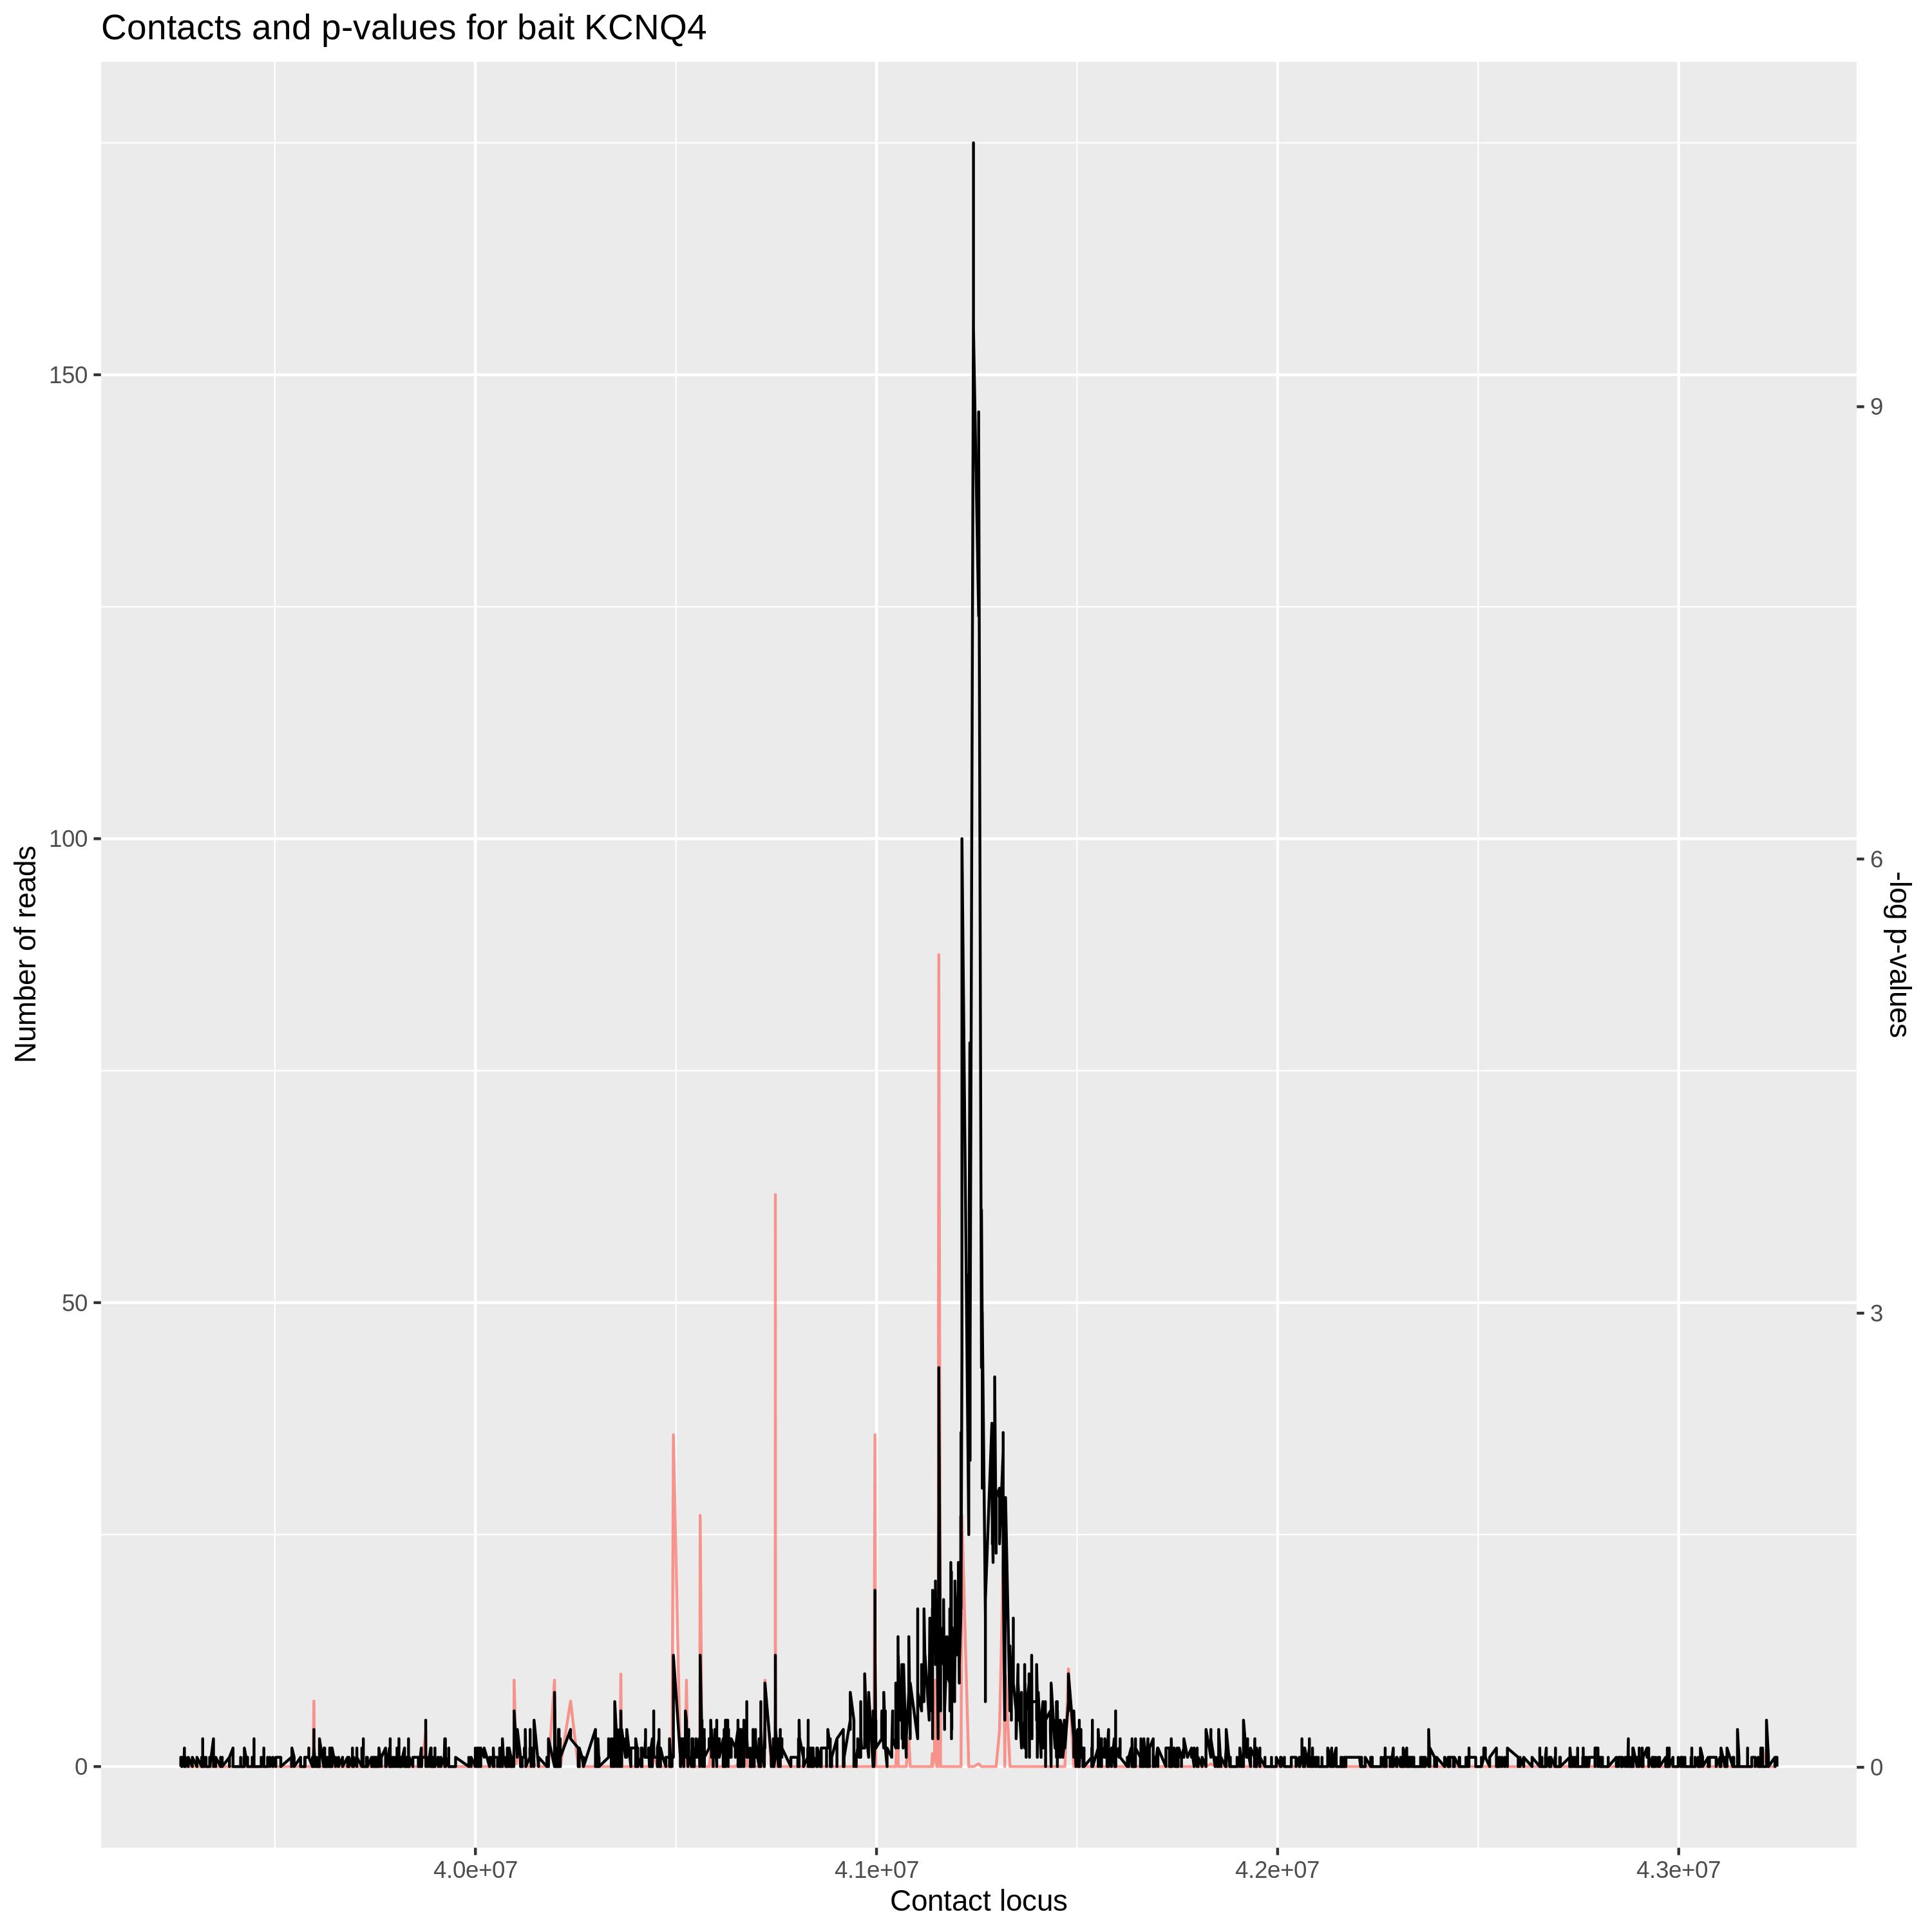 Contacts and p-values for bait KCNQ4
150
100
50
0
Number of reads
9
6
3
0
-log p-values
4.0e+07
4.1e+07
4.2e+07
4.3e+07
Contact locus